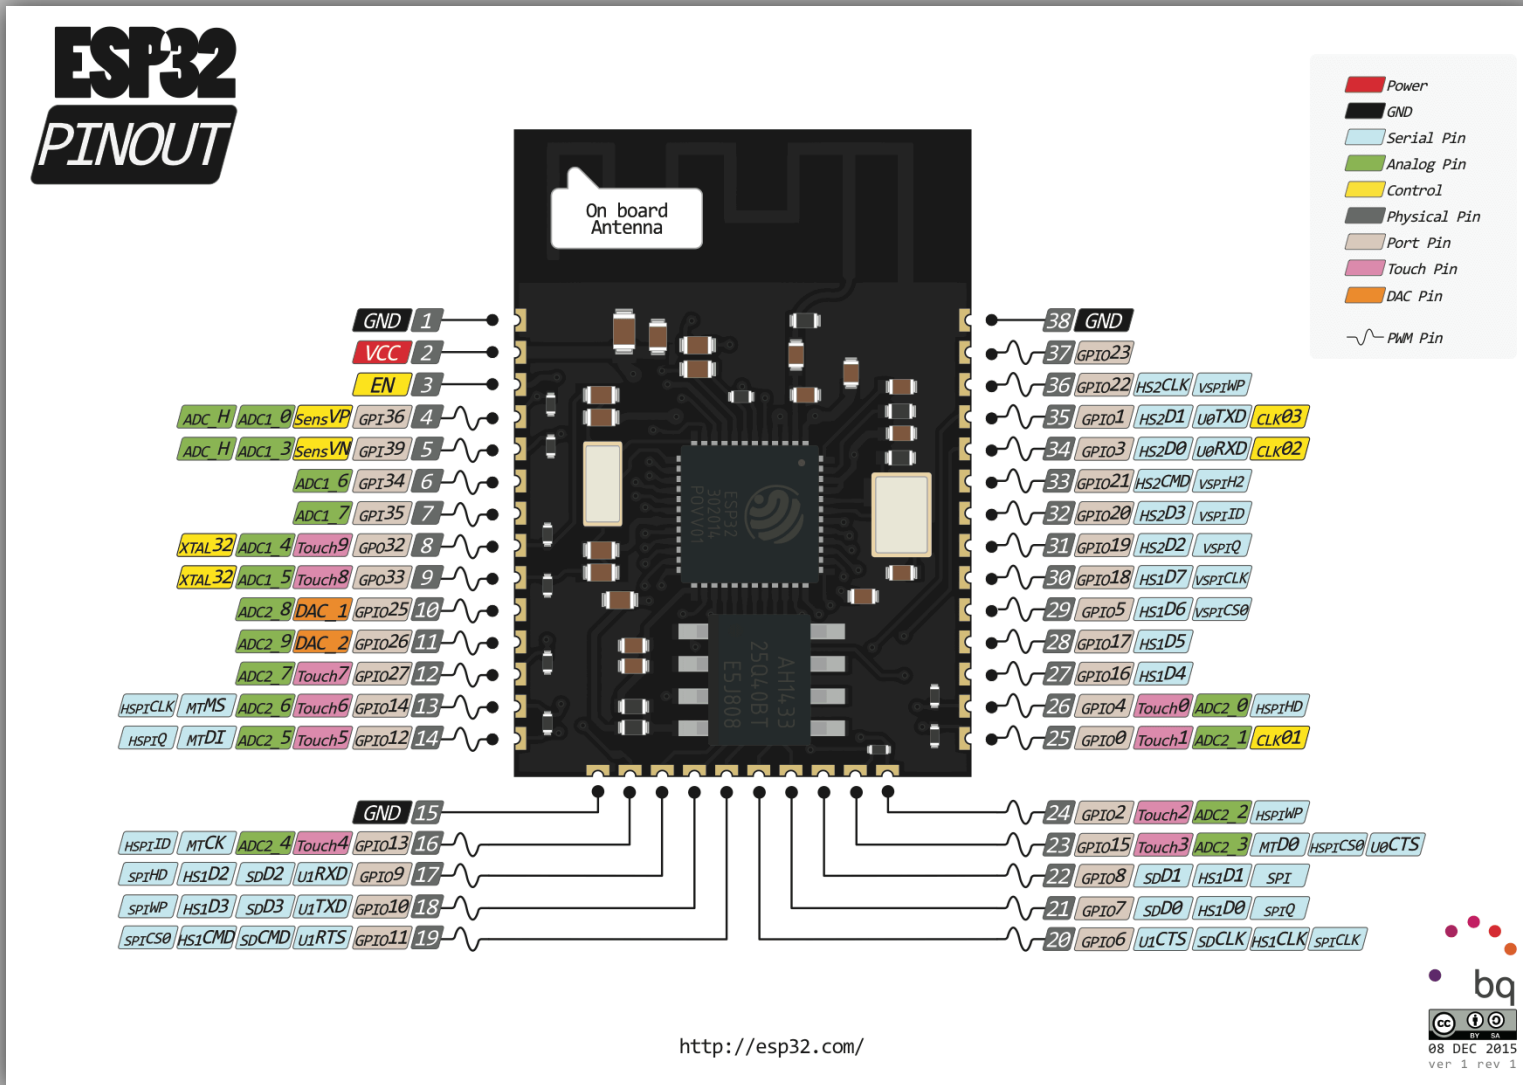 ESP32
PINOUT
Power
GND
Serial Pin
Analog Pin
Control
Physical Pin
Port Pin
Touch Pin
DAC Pin
PWM Pin
On board
Antenna
GND 1
VCC 2
EN 3
ADC_H ADC1_0 SensVP GPI36 4
ADC_H ADC1_3 SensVN GPI39 5
ADC1_6 GPI34 6
ADC1_7 GPI35 7
XTAL32 ADC1_4 Touch9 GPO32 8
XTAL32 ADC1_5 Touch8 GPO33 9
ADC2_8 DAC_1 GPIO25 10
ADC2_9 DAC_2 GPIO26 11
ADC2_7 Touch7 GPIO27 12
HSPICLK MTMS ADC2_6 Touch6 GPIO14 13
HSPIQ MTDI ADC2_5 Touch5 GPIO12 14
GND 15
HSPIID MTCK ADC2_4 Touch4 GPIO13 16
SPIHD HS1D2 SDD2 U1RXD GPIO9 17
SPIWP HS1D3 SDD3 U1TXD GPIO10 18
SPICS0 HS1CMD SDCMD U1RTS GPIO11 19
ESP32
302014
P0VV01
AH1433
25Q40BT
E5J808
38 GND
37 GPIO23
36 GPIO22 HS2CLK VSPIWP
35 GPIO1 HS2D1 U0TXD CLK03
34 GPIO3 HS2D0 U0RXD CLK02
33 GPIO21 HS2CMD VSPIH2
32 GPIO20 HS2D3 VSPIID
31 GPIO19 HS2D2 VSPIQ
30 GPIO18 HS1D7 VSPICLK
29 GPIO5 HS1D6 VSPICS0
28 GPIO17 HS1D5
27 GPIO16 HS1D4
26 GPIO4 Touch0 ADC2_0 HSPIHD
25 GPIO0 Touch1 ADC2_1 CLK01
24 GPIO2 Touch2 ADC2_2 HSPIWP
23 GPIO15 Touch3 ADC2_3 MTD0 HSPICS0 U0CTS
22 GPIO8 SDD1 HS1D1 SPI
21 GPIO7 SDD0 HS1D0 SPIQ
20 GPIO6 U1CTS SDCLK HS1CLK SPICLK
http://esp32.com/
bq
cc BY SA
08 DEC 2015
ver 1 rev 1